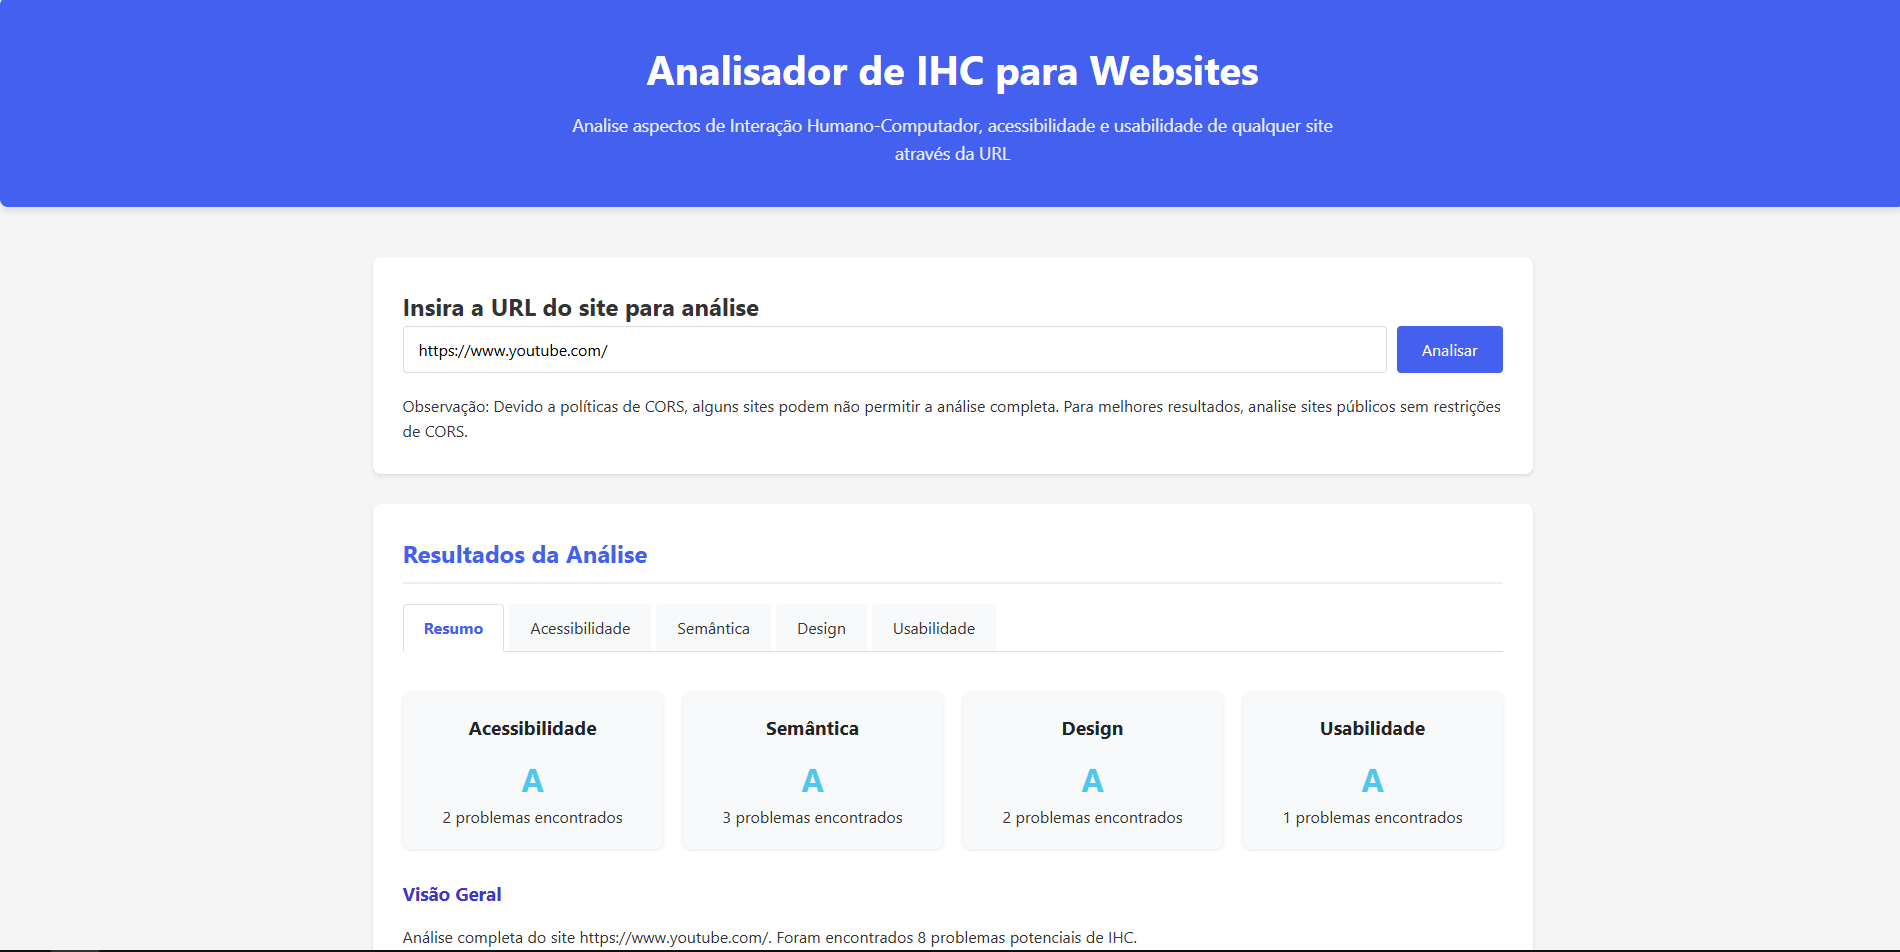 Analisador de IHC para Websites
Analise aspectos de Interação Humano-Computador, acessibilidade e usabilidade de qualquer site
através da URL
Insira a URL do site para análise
https://www.youtube.com/
Analisar
Observação: Devido a políticas de CORS, alguns sites podem não permitir a análise completa. Para melhores resultados, analise sites públicos sem restrições
de CORS.
Resultados da Análise
Resumo
Acessibilidade
Semântica
Design
Usabilidade
Acessibilidade
A
2 problemas encontrados
Semântica
A
3 problemas encontrados
Design
A
2 problemas encontrados
Usabilidade
A
1 problemas encontrados
Visão Geral
Análise completa do site https://www.youtube.com/. Foram encontrados 8 problemas potenciais de IHC.